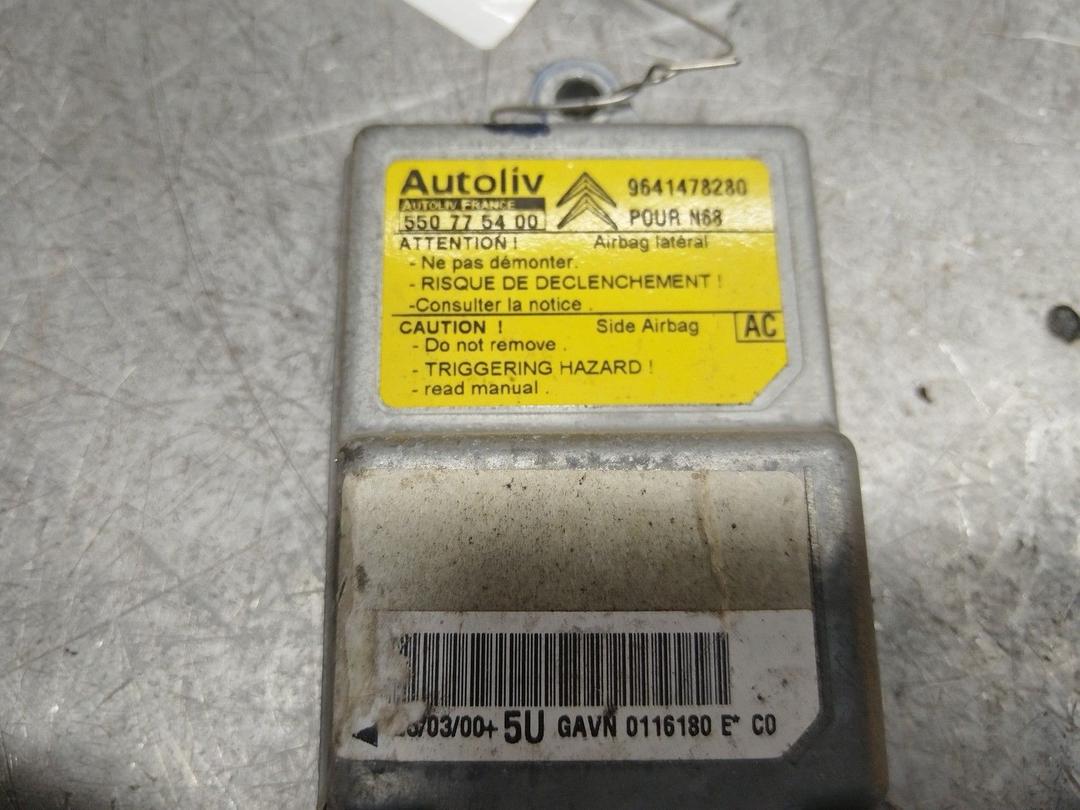 Autoliv
AUTOLIV FRANCE
550 77 54 00
9641478280
POUR N68
ATTENTION ! Airbag latéral
- Ne pas démonter.
- RISQUE DE DECLENCHEMENT !
-Consulter la notice .
CAUTION ! Side Airbag AC
- Do not remove .
- TRIGGERING HAZARD !
- read manual .
/03/00+ 5U GAVN 0116180 E* CO